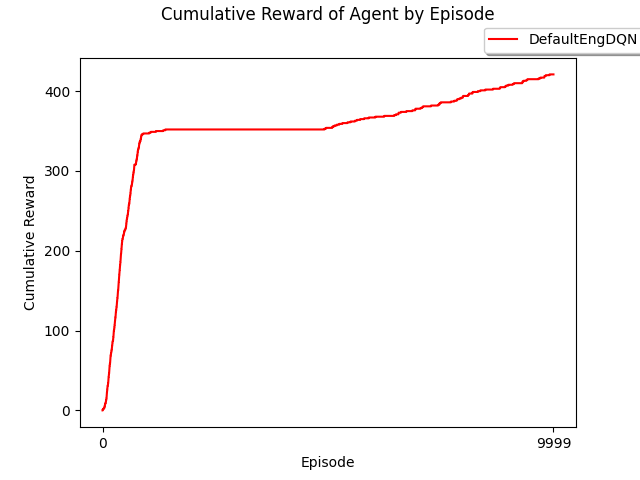 Cumulative Reward of Agent by Episode
DefaultEngDQN
400
300
200
100
0
Cumulative Reward
0
9999
Episode